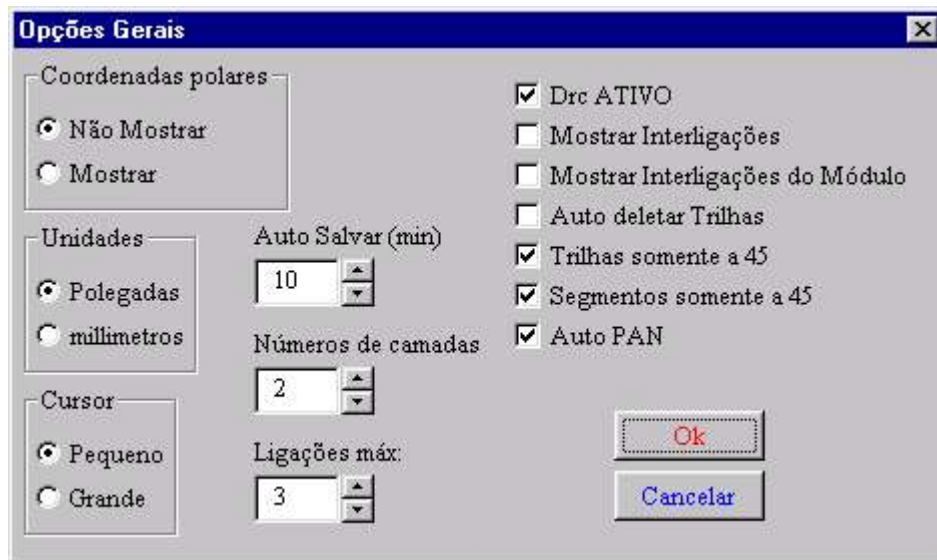 Opções Gerais
Coordenadas polares
Não Mostrar
Mostrar
Unidades
Polegadas
millimetros
Cursor
Pequeno
Grande
Auto Salvar (min)
10
Números de camadas
2
Ligações máx:
3
Drc ATIVO
Mostrar Interligações
Mostrar Interligações do Módulo
Auto deletar Trilhas
Trilhas somente a 45
Segmentos somente a 45
Auto PAN
Ok
Cancelar